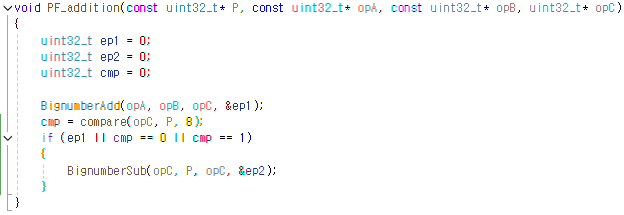 void PF_addition(const uint32_t* P, const uint32_t* opA, const uint32_t* opB, uint32_t* opC)
{
uint32_t ep1 = 0;
uint32_t ep2 = 0;
uint32_t cmp = 0;
BignumberAdd(opA, opB, opC, &ep1);
cmp = compare(opC, P, 8);
if (ep1 || cmp == 0 || cmp == 1)
{
BignumberSub(opC, P, opC, &ep2);
}
}